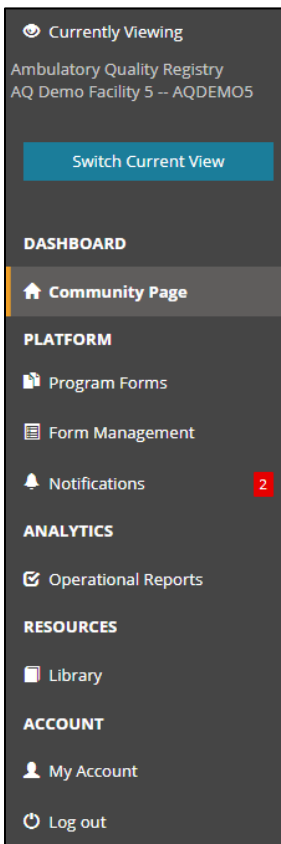 Currently Viewing
Ambulatory Quality Registry
AQ Demo Facility 5 -- AQDEMO5
Switch Current View
DASHBOARD
Community Page
PLATFORM
Program Forms
Form Management
Notifications 2
ANALYTICS
Operational Reports
RESOURCES
Library
ACCOUNT
My Account
Log out